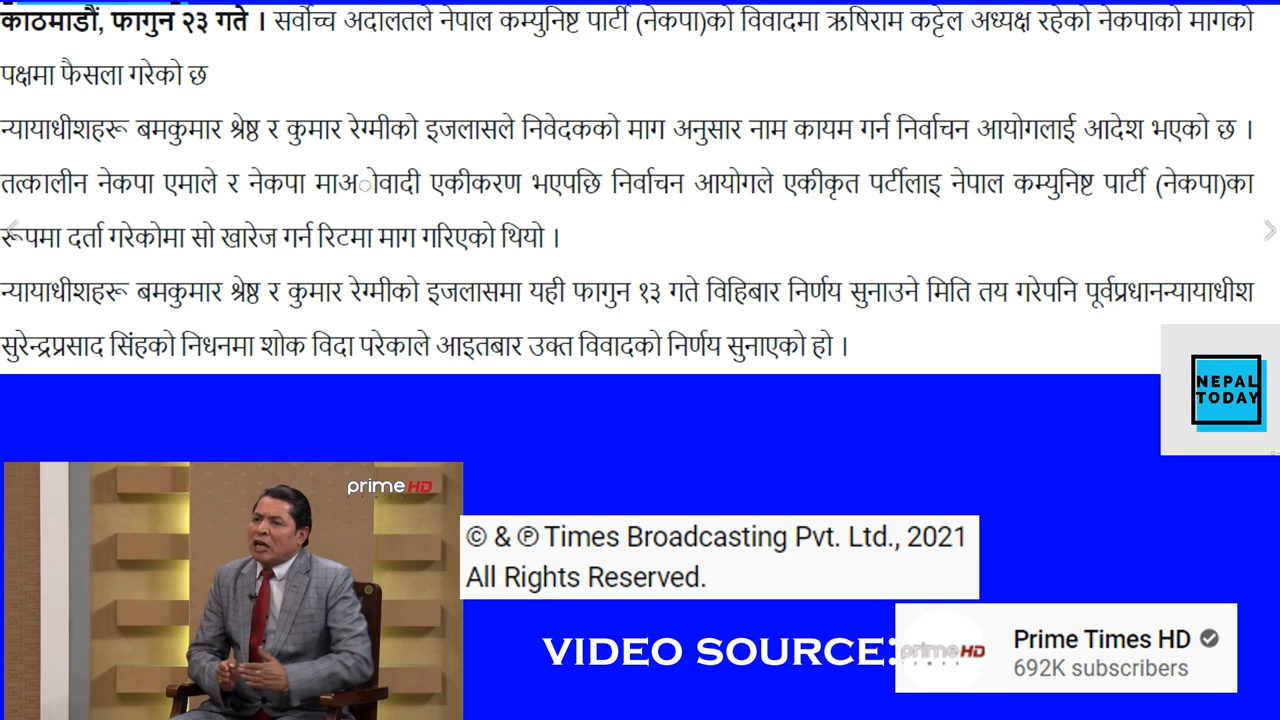 काठमाडौं, फागुन २३ गते । सर्वोच्च अदालतले नेपाल कम्युनिष्ट पार्टी (नेकपा)को विवादमा ऋषिराम कट्टेल अध्यक्ष रहेको नेकपाको मागको
पक्षमा फैसला गरेको छ
न्यायाधीशहरू बमकुमार श्रेष्ठ र कुमार रेग्मीको इजलासले निवेदकको माग अनुसार नाम कायम गर्न निर्वाचन आयोगलाई आदेश भएको छ ।
तत्कालीन नेकपा एमाले र नेकपा माअ◌ोवादी एकीकरण भएपछि निर्वाचन आयोगले एकीकृत पर्टीलाइ नेपाल कम्युनिष्ट पार्टी (नेकपा)का
रूपमा दर्ता गरेकोमा सो खारेज गर्न रिटमा माग गरिएको थियो ।
न्यायाधीशहरू बमकुमार श्रेष्ठ र कुमार रेग्मीको इजलासमा यही फागुन १३ गते विहिबार निर्णय सुनाउने मिति तय गरेपनि पूर्वप्रधानन्यायाधीश
सुरेन्द्रप्रसाद सिंहको निधनमा शोक विदा परेकाले आइतबार उक्त विवादको निर्णय सुनाएको हो ।
NEPAL
TODAY
prime HD
© & ℗ Times Broadcasting Pvt. Ltd., 2021
All Rights Reserved.
VIDEO SOURCE:
prime HD
TIMES
Prime Times HD
692K subscribers